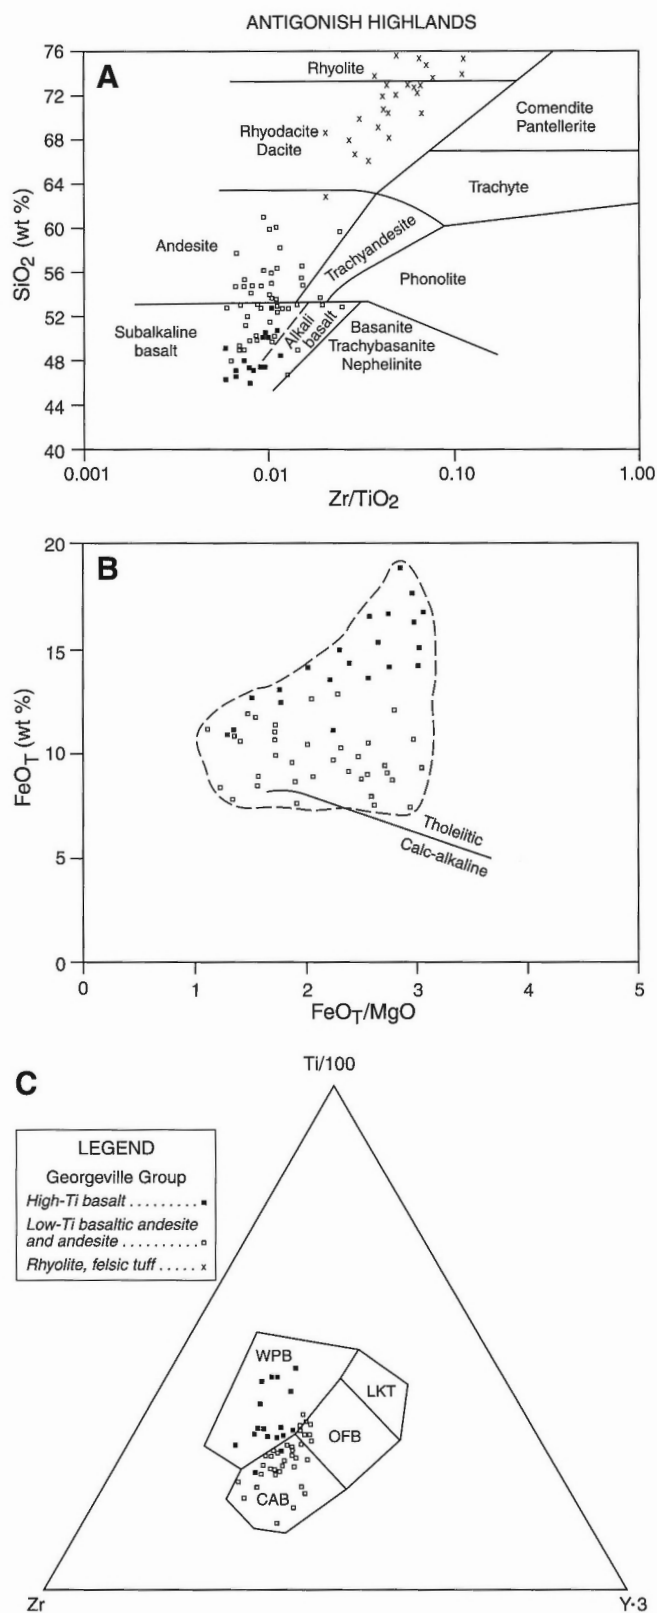 ANTIGONISH HIGHLANDS
A
76
72
68
64
60
56
52
48
44
40
SiO2 (wt %)
Rhyolite
Comendite
Pantellerite
Rhyodacite
Dacite
Trachyte
Trachyandesite
Andesite
Phonolite
Subalkaline
basalt
Alkali
basalt
Basanite
Trachybasanite
Nephelinite
0.001
0.01
0.10
1.00
Zr/TiO2
B
20
15
10
5
0
FeOT (wt %)
Tholeiitic
Calc-alkaline
0
1
2
3
4
5
FeOT/MgO
C
Ti/100
LEGEND
Georgeville Group
High-Ti basalt . . . . . . . . . ■
Low-Ti basaltic andesite
and andesite . . . . . . . . . . □
Rhyolite, felsic tuff . . . . . x
WPB
LKT
OFB
CAB
Zr
Y·3